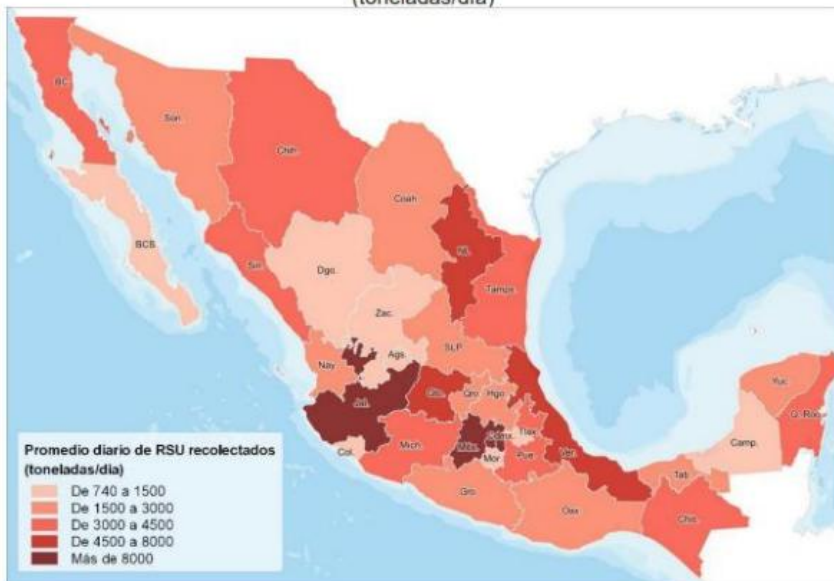 (toneladas/día)
BC
Son.
Chih.
Coah.
BCS
Sin.
Dgo.
NL
Tamps.
Zac.
Nay.
Ags.
SLP
Jal.
Gto.
Qro.
Hgo.
Col.
Mich.
Méx.
Cdmx.
Tlax.
Mor.
Pue.
Ver.
Gro.
Oax.
Tab.
Chis.
Camp.
Yuc.
Q. Roo
Promedio diario de RSU recolectados
(toneladas/día)
De 740 a 1500
De 1500 a 3000
De 3000 a 4500
De 4500 a 8000
Más de 8000